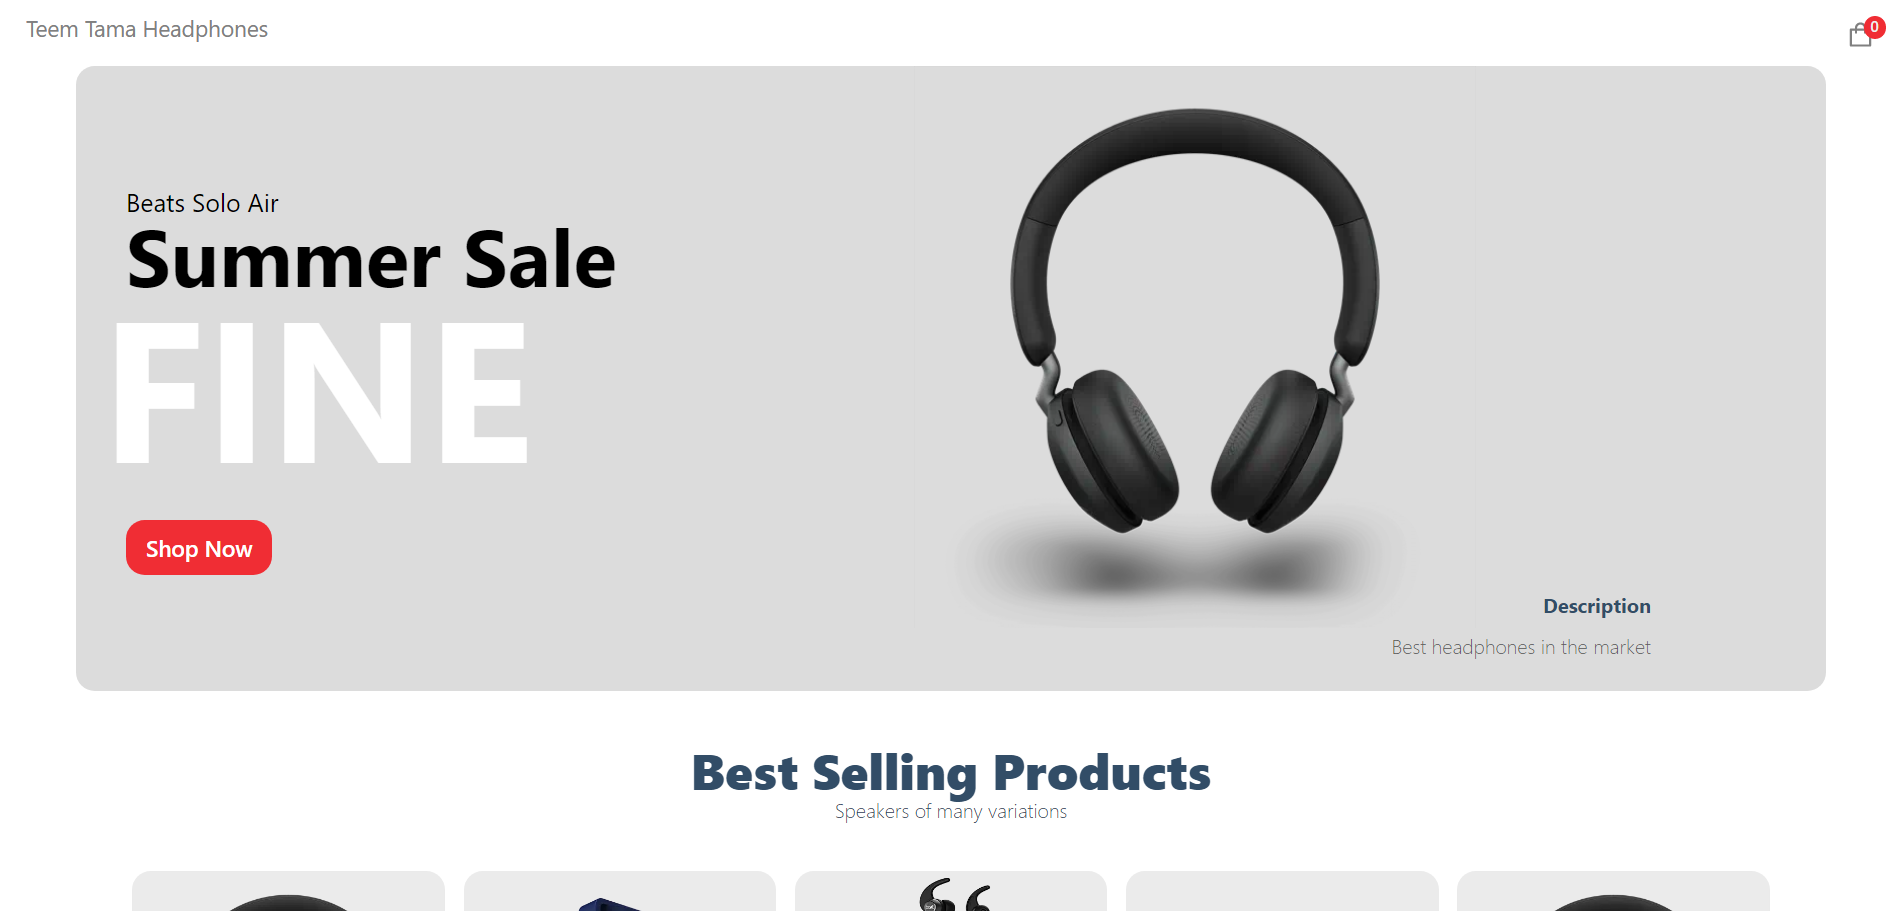 Teem Tama Headphones
0
Beats Solo Air
Summer Sale
FINE
Shop Now
Description
Best headphones in the market
Best Selling Products
Speakers of many variations